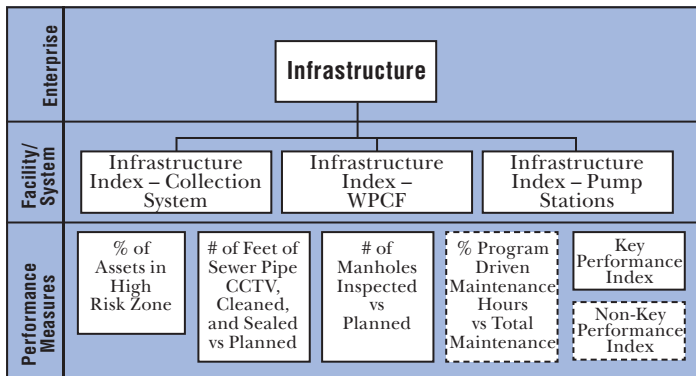 Enterprise
Infrastructure
Facility/
System
Infrastructure
Index – Collection
System
Infrastructure
Index –
WPCF
Infrastructure
Index – Pump
Stations
Performance Measures
% of
Assets in
High
Risk Zone
# of Feet of
Sewer Pipe
CCTV,
Cleaned,
and Sealed
vs Planned
# of
Manholes
Inspected
vs
Planned
% Program
Driven
Maintenance
Hours
vs Total
Maintenance
Key
Performance
Index
Non-Key
Performance
Index